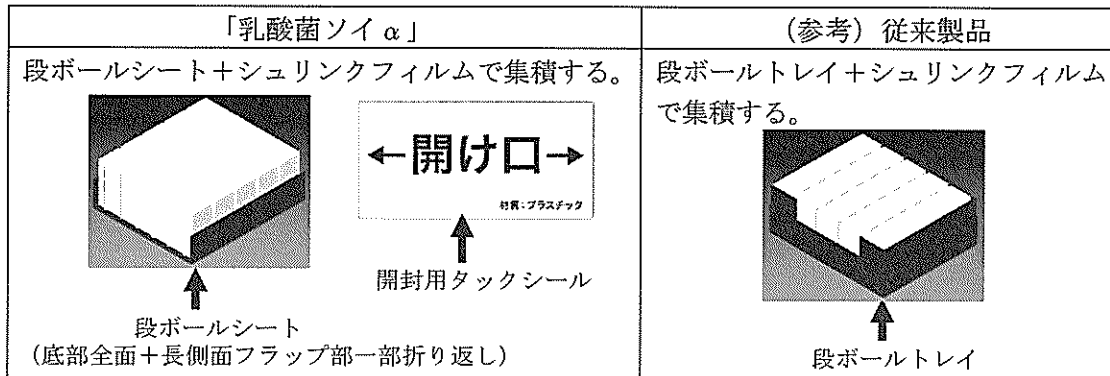 「乳酸菌ソイα」
段ボールシート+シュリンクフィルムで集積する。
←開け口→
材質:プラスチック
開封用タックシール
段ボールシート
(底部全面+長側面フラップ部一部折り返し)
(参考)従来製品
段ボールトレイ+シュリンクフィルム
で集積する。
段ボールトレイ